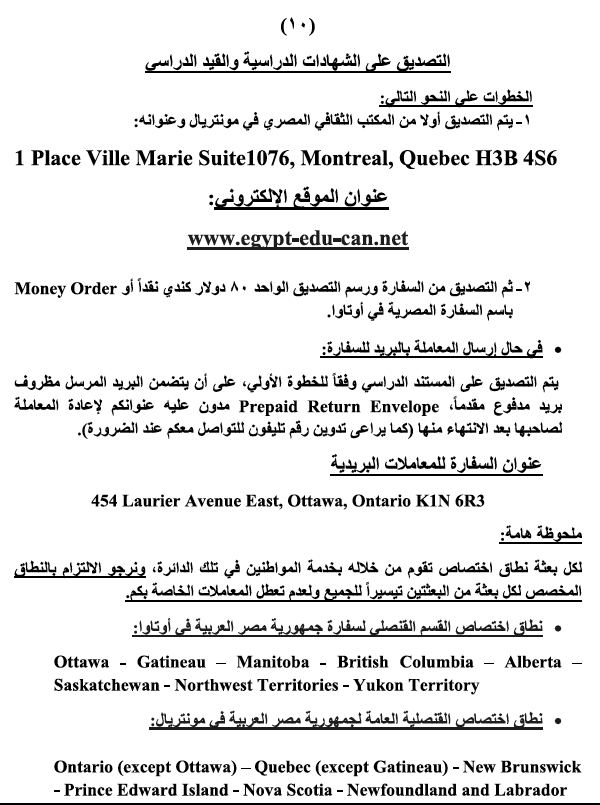 (١٠)
التصديق علي الشهادات الدراسية والقيد الدراسي
الخطوات علي النحو التالي:
١- يتم التصديق أولا من المكتب الثقافي المصري في مونتريال وعنوانه:
1 Place Ville Marie Suite1076, Montreal, Quebec H3B 4S6
عنوان الموقع الإلكتروني:
www.egypt-edu-can.net
٢- ثم التصديق من السفارة ورسم التصديق الواحد ٨٠ دولار كندي نقداً أو Money Order
باسم السفارة المصرية في أوتاوا.
• في حال إرسال المعاملة بالبريد للسفارة:
يتم التصديق على المستند الدراسي وفقاً للخطوة الأولي، على أن يتضمن البريد المرسل مظروف
بريد مدفوع مقدماً، Prepaid Return Envelope مدون عليه عنوانكم لإعادة المعاملة
لصاحبها بعد الانتهاء منها (كما يراعى تدوين رقم تليفون للتواصل معكم عند الضرورة).
عنوان السفارة للمعاملات البريدية
454 Laurier Avenue East, Ottawa, Ontario K1N 6R3
ملحوظة هامة:
لكل بعثة نطاق اختصاص تقوم من خلاله بخدمة المواطنين في تلك الدائرة، ونرجو الالتزام بالنطاق
المخصص لكل بعثة من البعثتين تيسيراً للجميع ولعدم تعطل المعاملات الخاصة بكم.
• نطاق اختصاص القسم القنصلي لسفارة جمهورية مصر العربية في أوتاوا:
Ottawa - Gatineau – Manitoba - British Columbia – Alberta –
Saskatchewan - Northwest Territories - Yukon Territory
• نطاق اختصاص القنصلية العامة لجمهورية مصر العربية في مونتريال:
Ontario (except Ottawa) – Quebec (except Gatineau) - New Brunswick
- Prince Edward Island - Nova Scotia - Newfoundland and Labrador